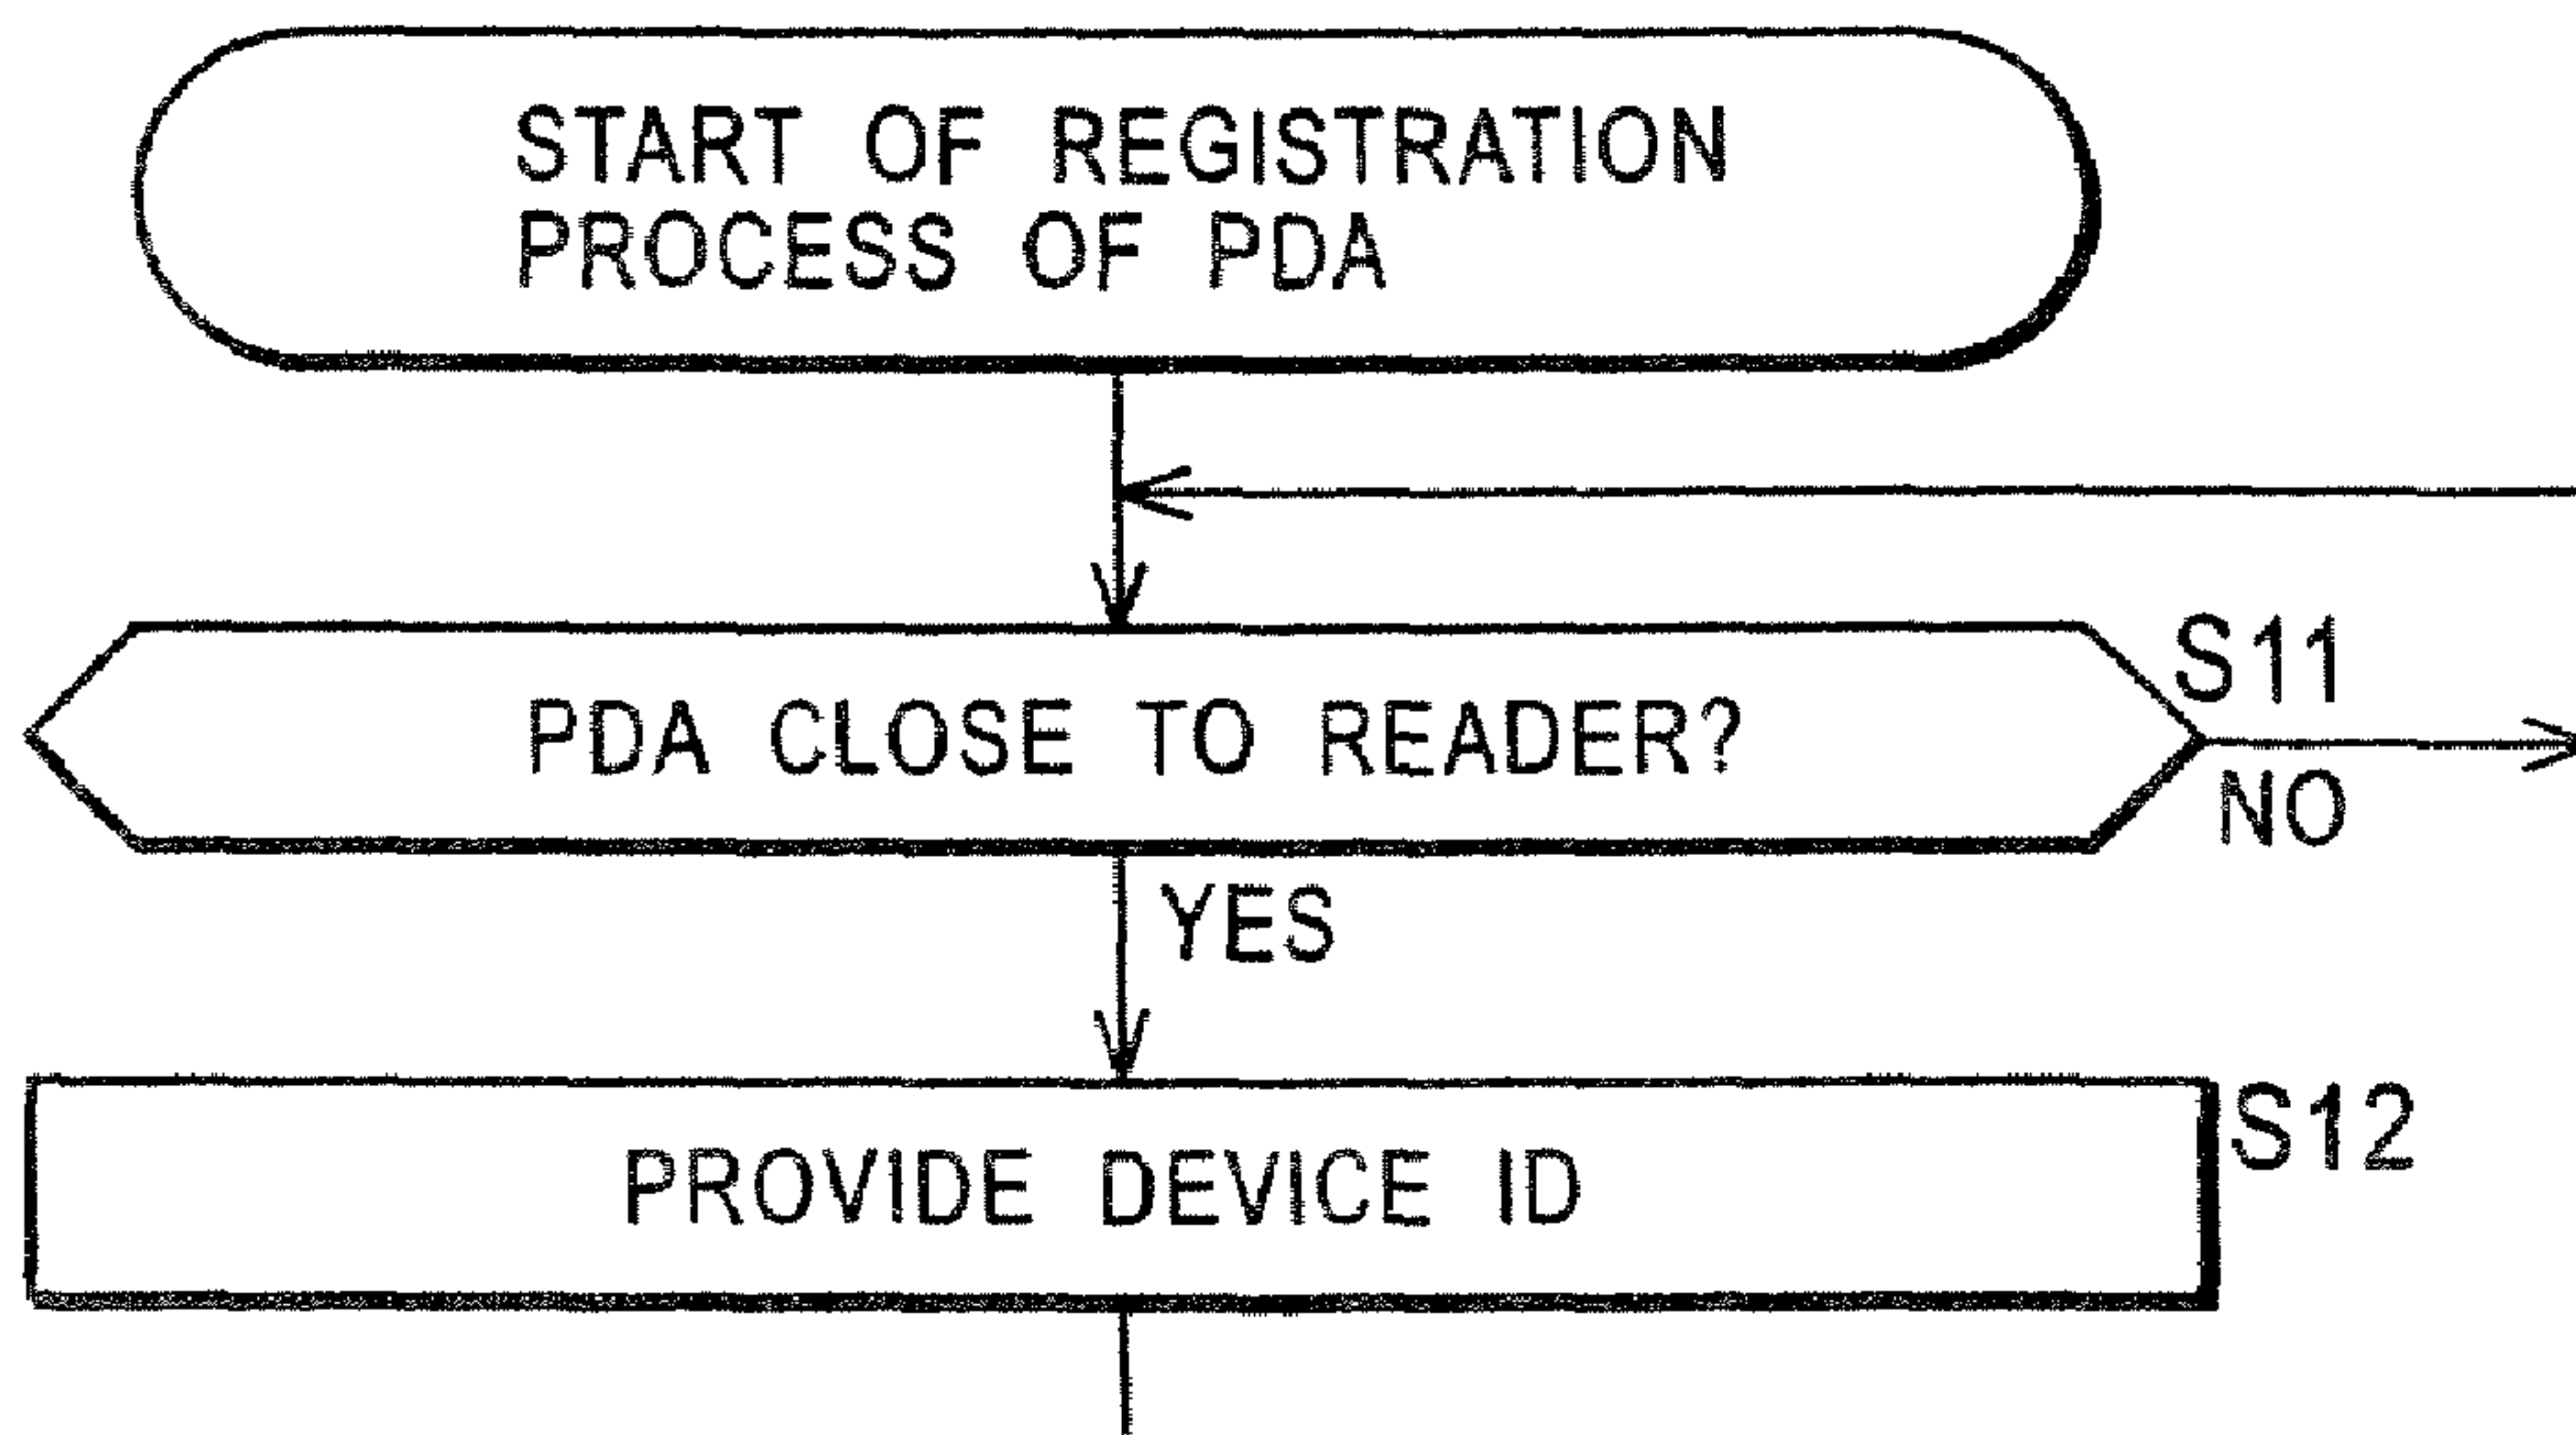 START OF REGISTRATION
PROCESS OF PDA
PDA CLOSE TO READER?
S11
NO
YES
PROVIDE DEVICE ID
S12